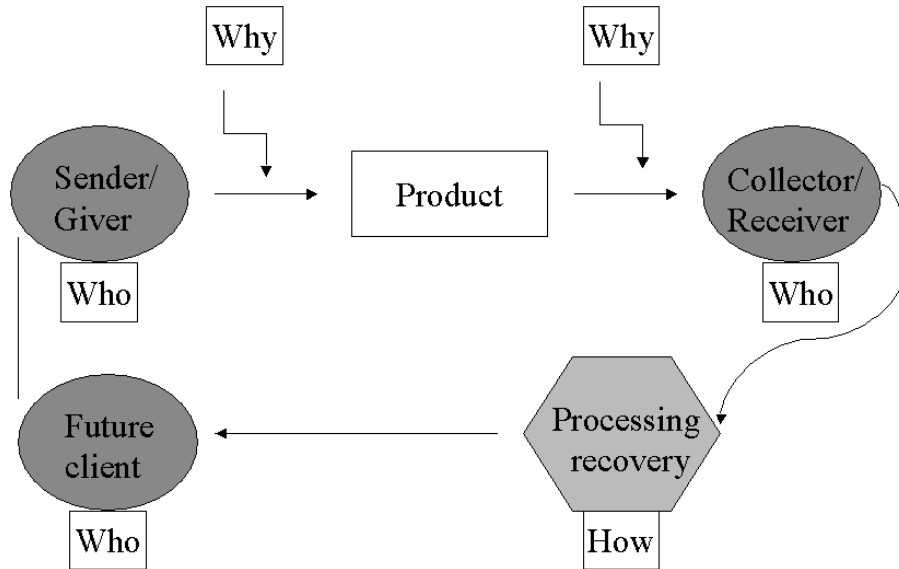 Why
Why
Sender/
Giver
Product
Collector/
Receiver
Who
Who
Future
client
Processing
recovery
Who
How